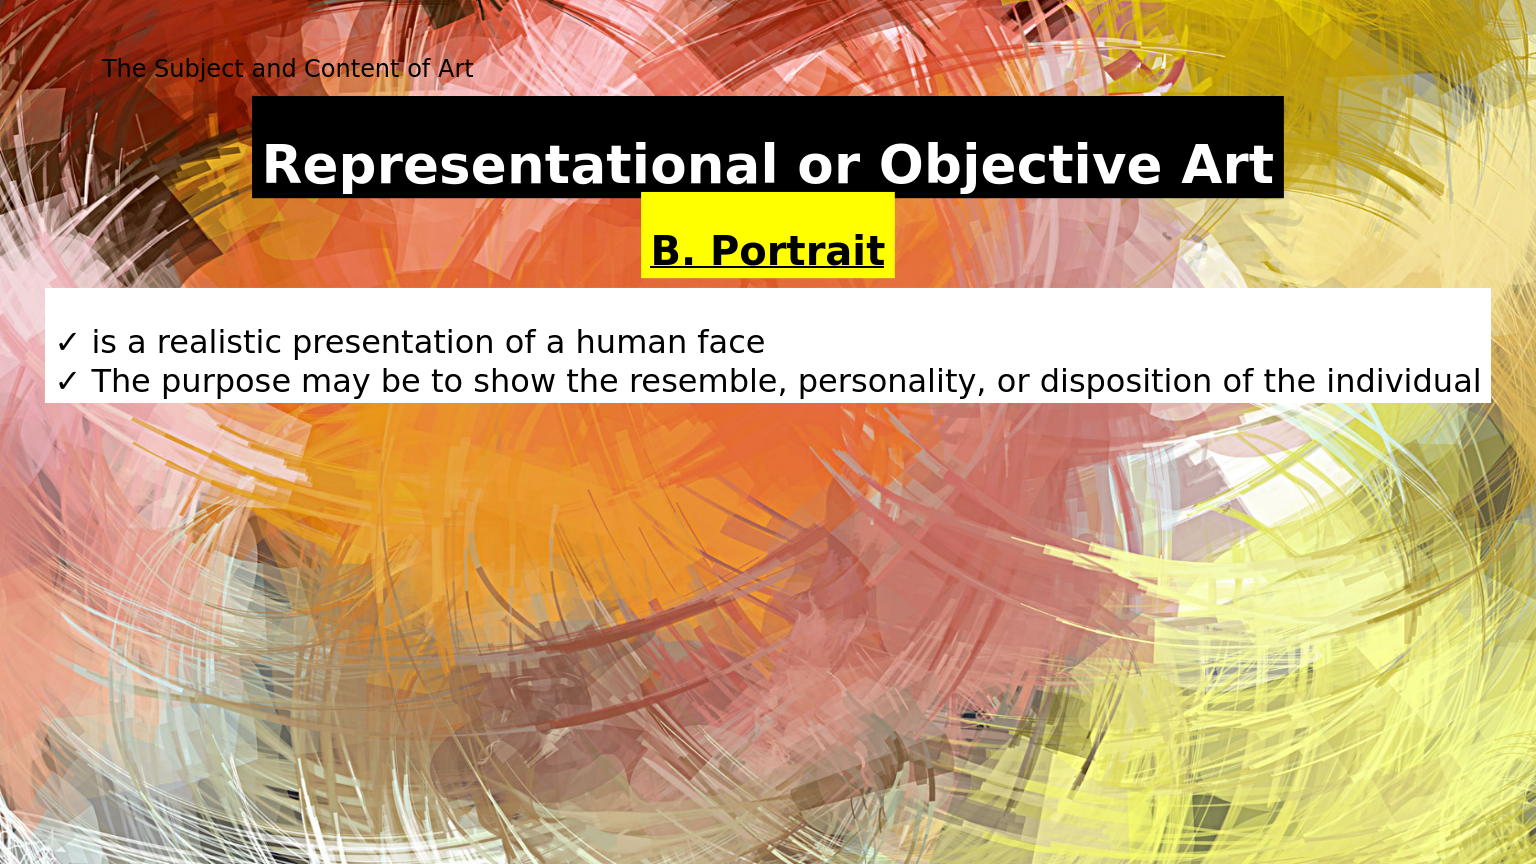 The Subject and Content of Art
Representational or Objective Art
B. Portrait
✓ is a realistic presentation of a human face
✓ The purpose may be to show the resemble, personality, or disposition of the individual